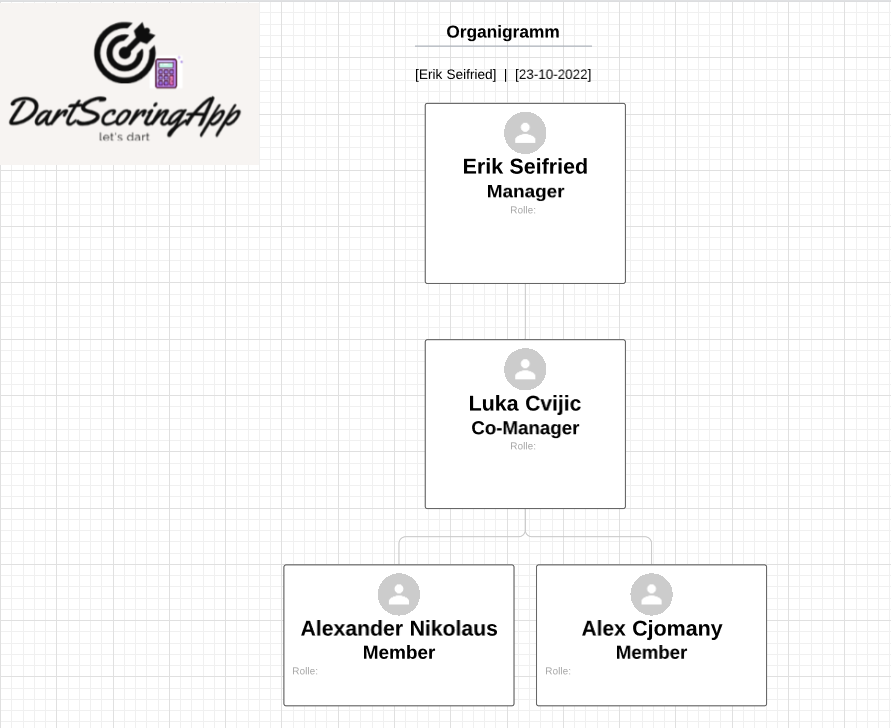 DartScoringApp
let's dart
Organigramm
[Erik Seifried] | [23-10-2022]
Erik Seifried
Manager
Rolle:
Luka Cvijic
Co-Manager
Rolle:
Alexander Nikolaus
Member
Rolle:
Alex Cjomany
Member
Rolle: